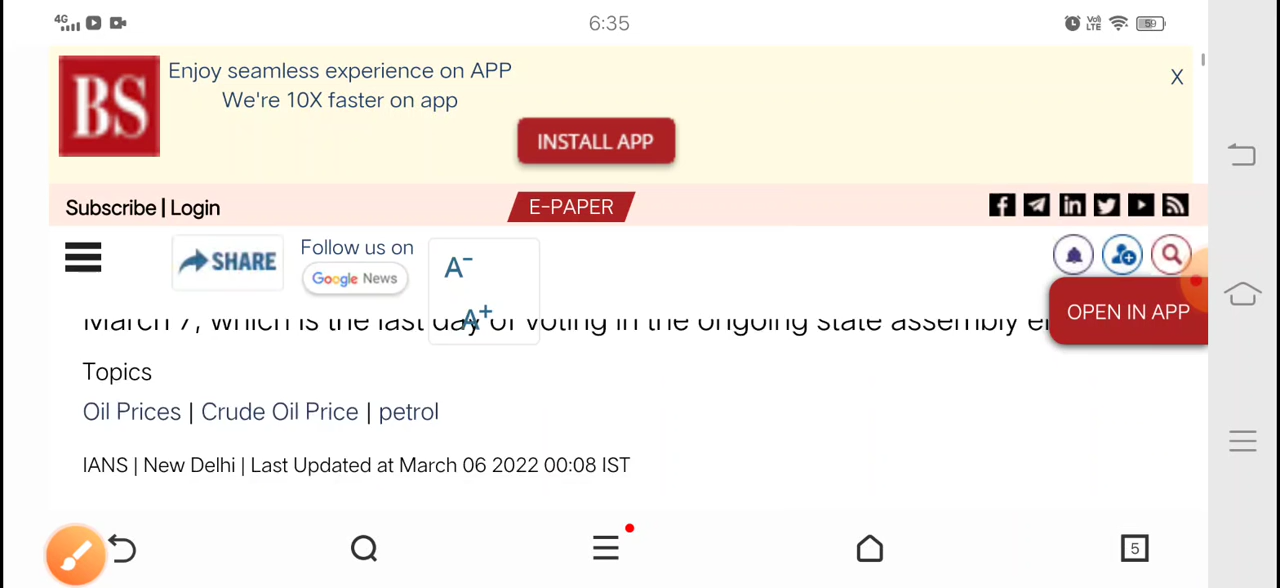 4G
6:35
Vol) LTE
59
BS
Enjoy seamless experience on APP
We're 10X faster on app
X
INSTALL APP
Subscribe | Login
E-PAPER
SHARE
Follow us on
Google News
A-
A+
OPEN IN APP
March 7, which is the last day of voting in the ongoing state assembly
Topics
Oil Prices | Crude Oil Price | petrol
IANS | New Delhi | Last Updated at March 06 2022 00:08 IST
5